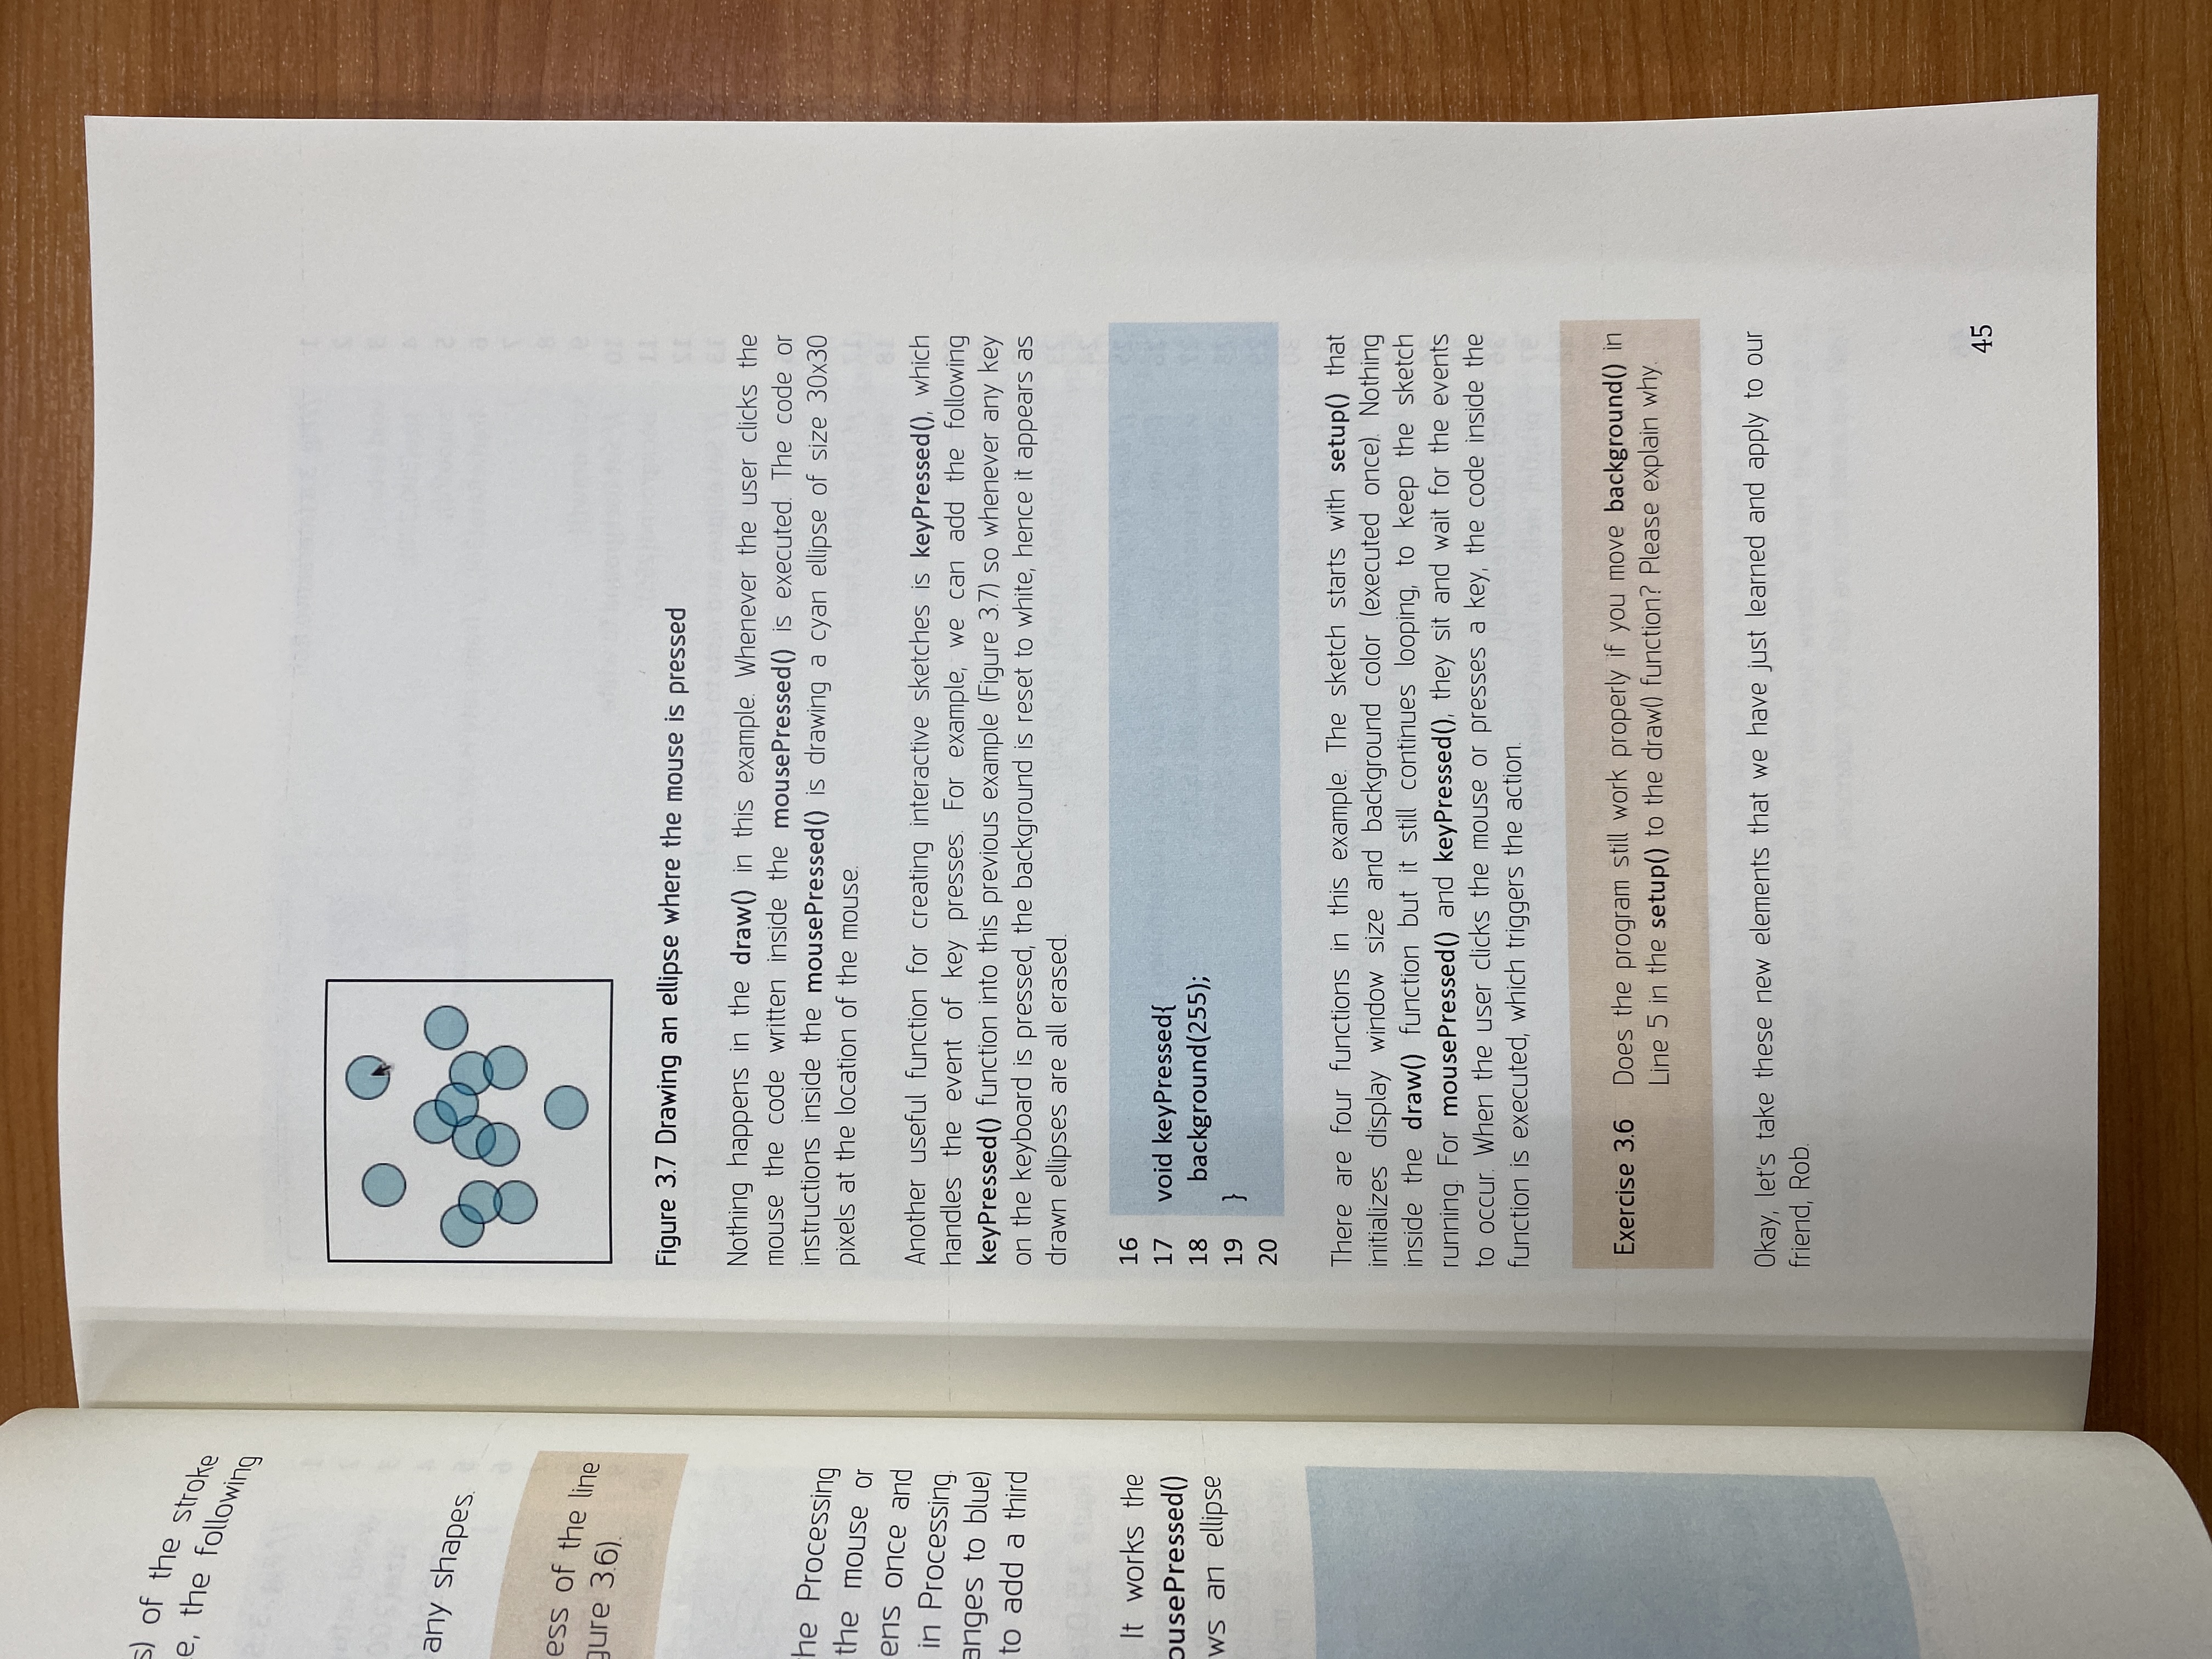 s) of the stroke
e, the following
any shapes.
ess of the line
gure 3.6).
he Processing
the mouse or
ens once and
in Processing.
anges to blue)
to add a third
It works the
ousePressed()
ws an ellipse
Figure 3.7 Drawing an ellipse where the mouse is pressed
Nothing happens in the draw() in this example. Whenever the user clicks the
mouse the code written inside the mousePressed() is executed. The code or
instructions inside the mousePressed() is drawing a cyan ellipse of size 30x30
pixels at the location of the mouse.
Another useful function for creating interactive sketches is keyPressed(), which
handles the event of key presses. For example, we can add the following
keyPressed() function into this previous example (Figure 3.7) so whenever any key
on the keyboard is pressed, the background is reset to white, hence it appears as
drawn ellipses are all erased.
16
17 void keyPressed{
18 background(255);
19 }
20
There are four functions in this example. The sketch starts with setup() that
initializes display window size and background color (executed once). Nothing
inside the draw() function but it still continues looping, to keep the sketch
running. For mousePressed() and keyPressed(), they sit and wait for the events
to occur. When the user clicks the mouse or presses a key, the code inside the
function is executed, which triggers the action.
Exercise 3.6 Does the program still work properly if you move background() in
Line 5 in the setup() to the draw() function? Please explain why.
Okay, let's take these new elements that we have just learned and apply to our
friend, Rob.
45